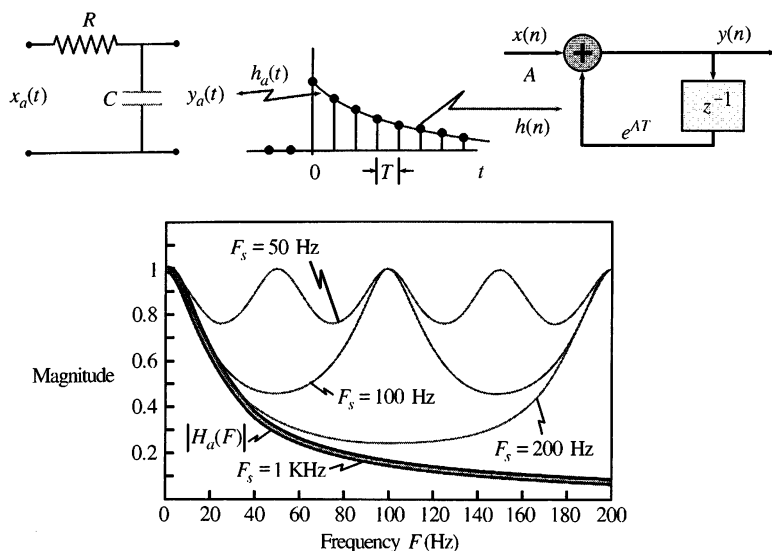 R
x_a(t)
C
y_a(t)
h_a(t)
0
T
t
h(n)
x(n)
A
+
y(n)
z^{-1}
e^{AT}
F_s = 50 Hz
1
0.8
0.6
Magnitude
0.4
0.2
F_s = 100 Hz
|H_a(F)|
F_s = 200 Hz
F_s = 1 KHz
0 20 40 60 80 100 120 140 160 180 200
Frequency F (Hz)